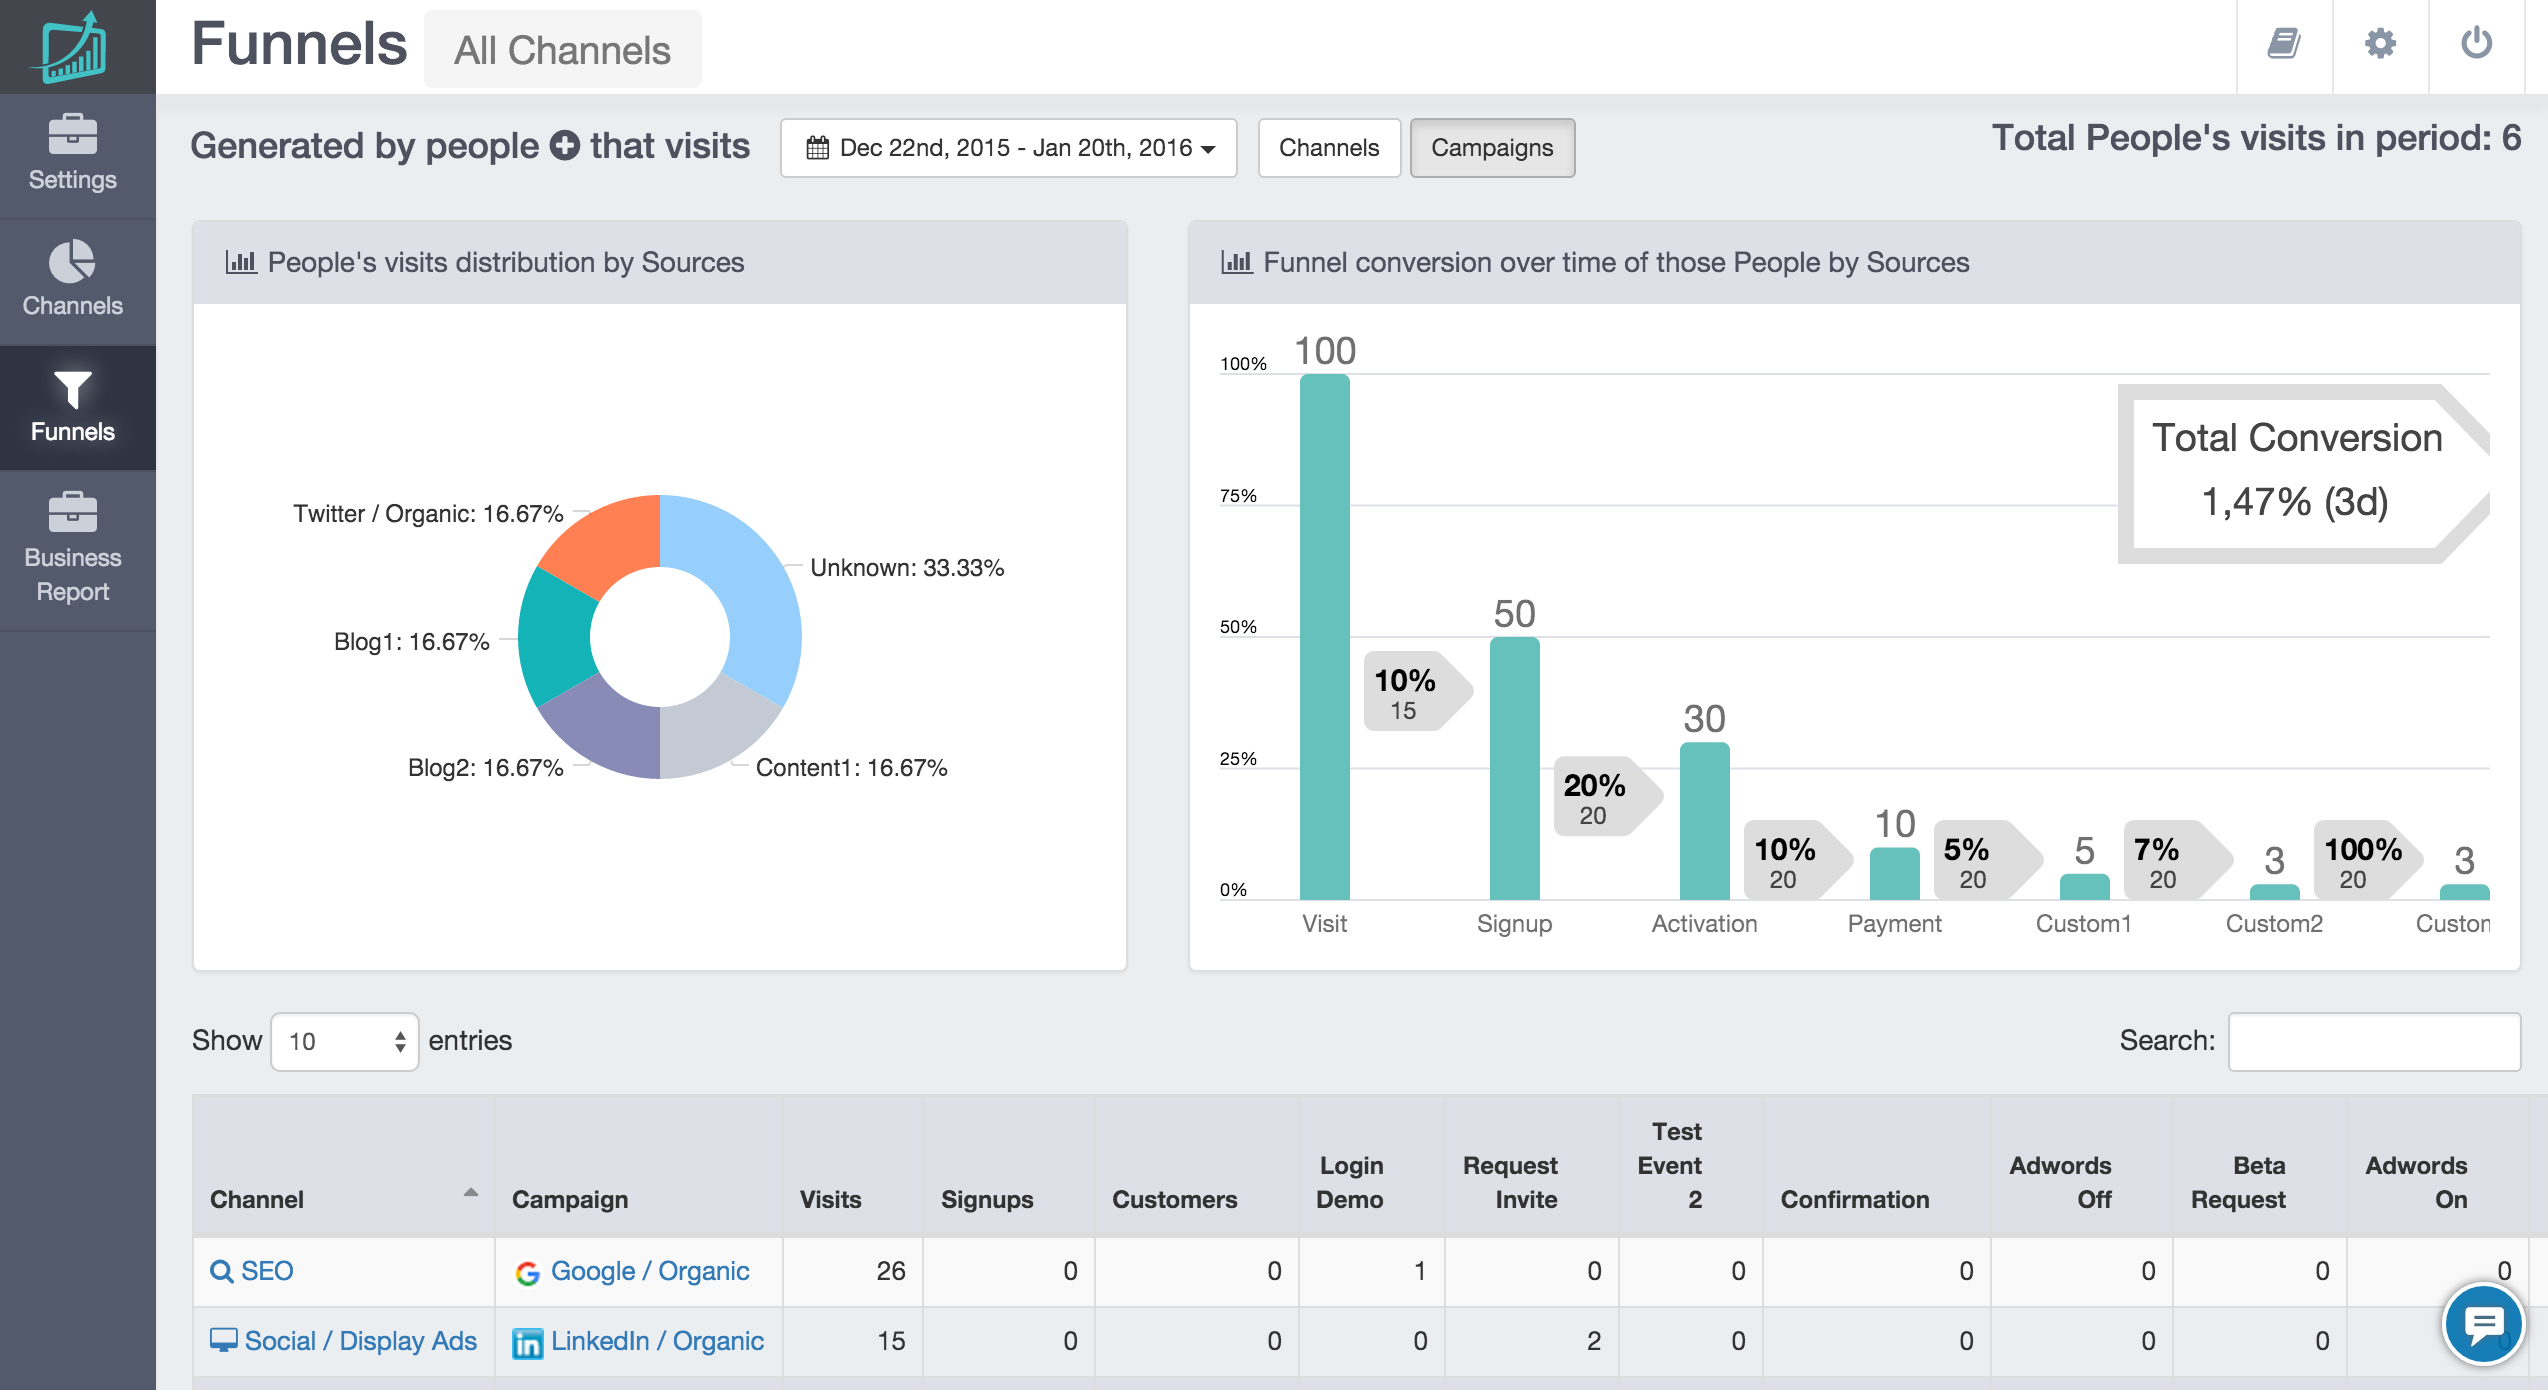 Funnels All Channels
Settings
Channels
Funnels
Business
Report
Generated by people that visits
Dec 22nd, 2015 - Jan 20th, 2016
Channels
Campaigns
Total People's visits in period: 6
People's visits distribution by Sources
Twitter / Organic: 16.67%
Unknown: 33.33%
Blog1: 16.67%
Blog2: 16.67%
Content1: 16.67%
Funnel conversion over time of those People by Sources
100%
75%
50%
25%
0%
100
50
30
10
5
3
3
10%
15
20%
20
10%
20
5%
20
7%
20
100%
20
Total Conversion
1,47% (3d)
Visit Signup Activation Payment Custom1 Custom2 Custon
Show 10 entries
Search:
Channel Campaign Visits Signups Customers Login Demo Request Invite Test Event 2 Confirmation Adwords Off Beta Request Adwords On
SEO Google / Organic 26 0 0 1 0 0 0 0 0 0
Social / Display Ads LinkedIn / Organic 15 0 0 0 2 0 0 0 0